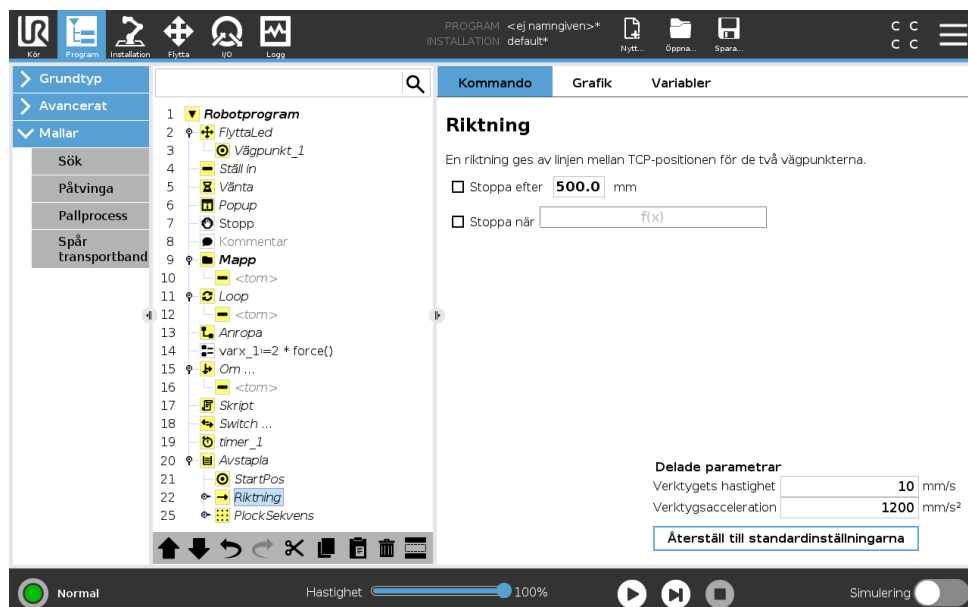 PROGRAM <ej namngiven>*
INSTALLATION default*
UR
Kör
Program
Installation
Flytta
I/O
Logg
Nytt...
Öppna...
Spara...
C C
C C
Grundtyp
Avancerat
Mallar
Sök
Påtvinga
Pallprocess
Spår
transportband
1 Robotprogram
2 FlyttaLed
3 Vägpunkt_1
4 Ställ in
5 Vänta
6 Popup
7 Stopp
8 Kommentar
9 Mapp
10 <tom>
11 Loop
12 <tom>
13 Anropa
14 varx_1≔2 * force()
15 Om ...
16 <tom>
17 Skript
18 Switch ...
19 timer_1
20 Avstapla
21 StartPos
22 Riktning
25 PlockSekvens
Kommando
Grafik
Variabler
Riktning
En riktning ges av linjen mellan TCP-positionen för de två vägpunkterna.
Stoppa efter 500.0 mm
Stoppa när f(x)
Delade parametrar
Verktygets hastighet 10 mm/s
Verktygsacceleration 1200 mm/s²
Återställ till standardinställningarna
Normal
Hastighet 100%
Simulering